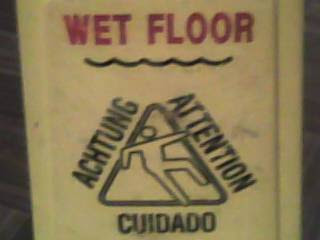 WET FLOOR
ACHTUNG
ATTENTION
CUIDADO